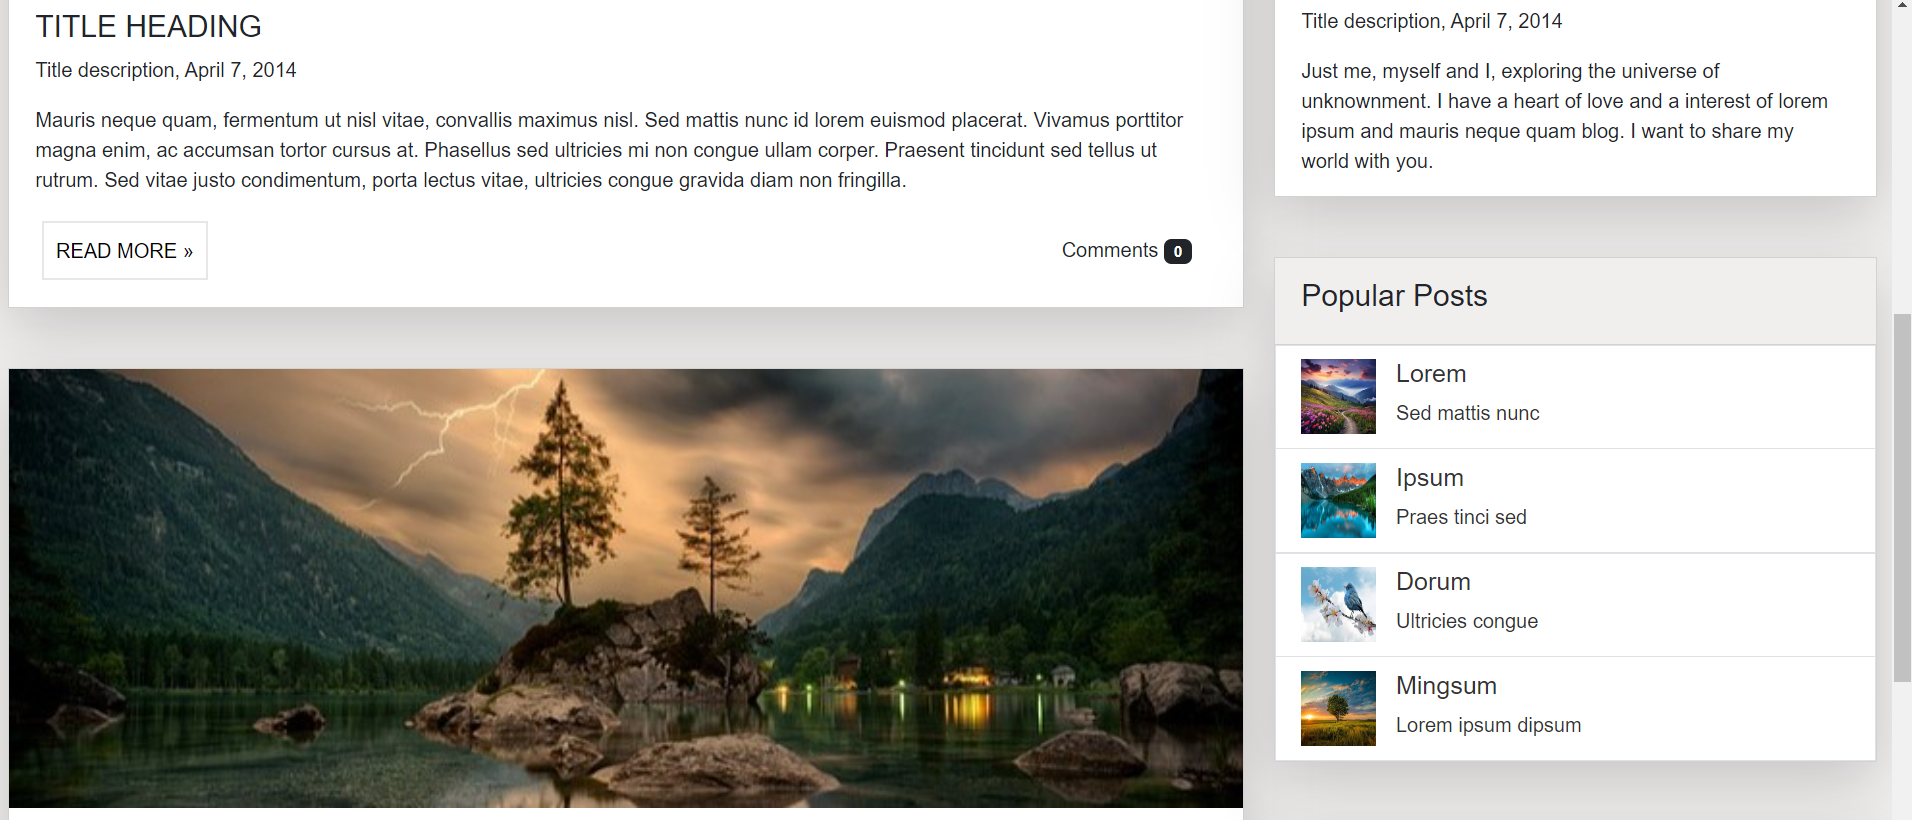 TITLE HEADING
Title description, April 7, 2014
Mauris neque quam, fermentum ut nisl vitae, convallis maximus nisl. Sed mattis nunc id lorem euismod placerat. Vivamus porttitor
magna enim, ac accumsan tortor cursus at. Phasellus sed ultricies mi non congue ullam corper. Praesent tincidunt sed tellus ut
rutrum. Sed vitae justo condimentum, porta lectus vitae, ultricies congue gravida diam non fringilla.
READ MORE »
Comments 0
Title description, April 7, 2014
Just me, myself and I, exploring the universe of
unknownment. I have a heart of love and a interest of lorem
ipsum and mauris neque quam blog. I want to share my
world with you.
Popular Posts
Lorem
Sed mattis nunc
Ipsum
Praes tinci sed
Dorum
Ultricies congue
Mingsum
Lorem ipsum dipsum